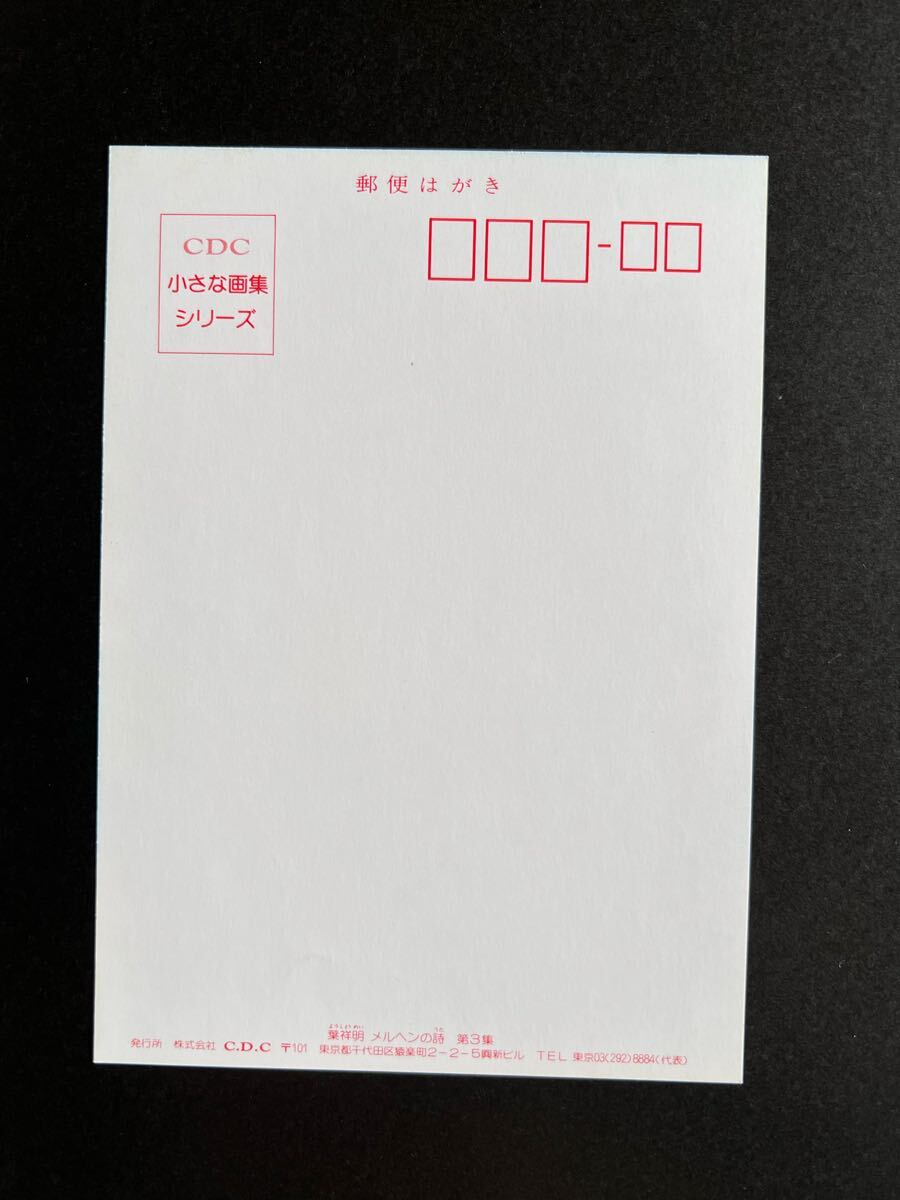 郵便はがき
CDC
小さな画集
シリーズ
-
ようしょうめい うた
葉祥明 メルヘンの詩 第3集
発行所 株式会社 C.D.C 〒101 東京都千代田区猿楽町2-2-5興新ビル TEL 東京03(292)8884(代表)